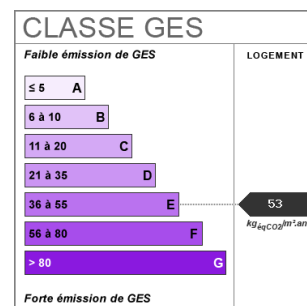 CLASSE GES
Faible émission de GES
LOGEMENT
≤ 5 A
6 à 10 B
11 à 20 C
21 à 35 D
36 à 55 E
53
kgéqCO2/m².an
56 à 80 F
> 80 G
Forte émission de GES